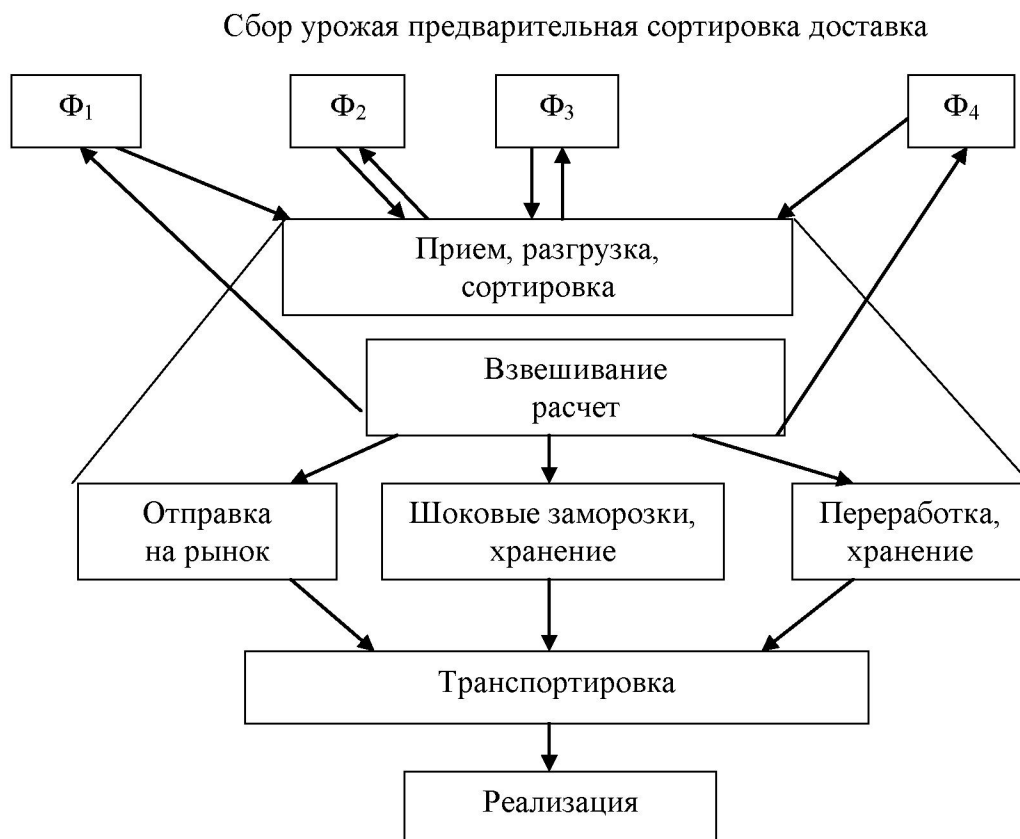 Сбор урожая предварительная сортировка доставка
Ф₁
Ф₂
Ф₃
Ф₄
Прием, разгрузка,
сортировка
Взвешивание
расчет
Отправка
на рынок
Шоковые заморозки,
хранение
Переработка,
хранение
Транспортировка
Реализация